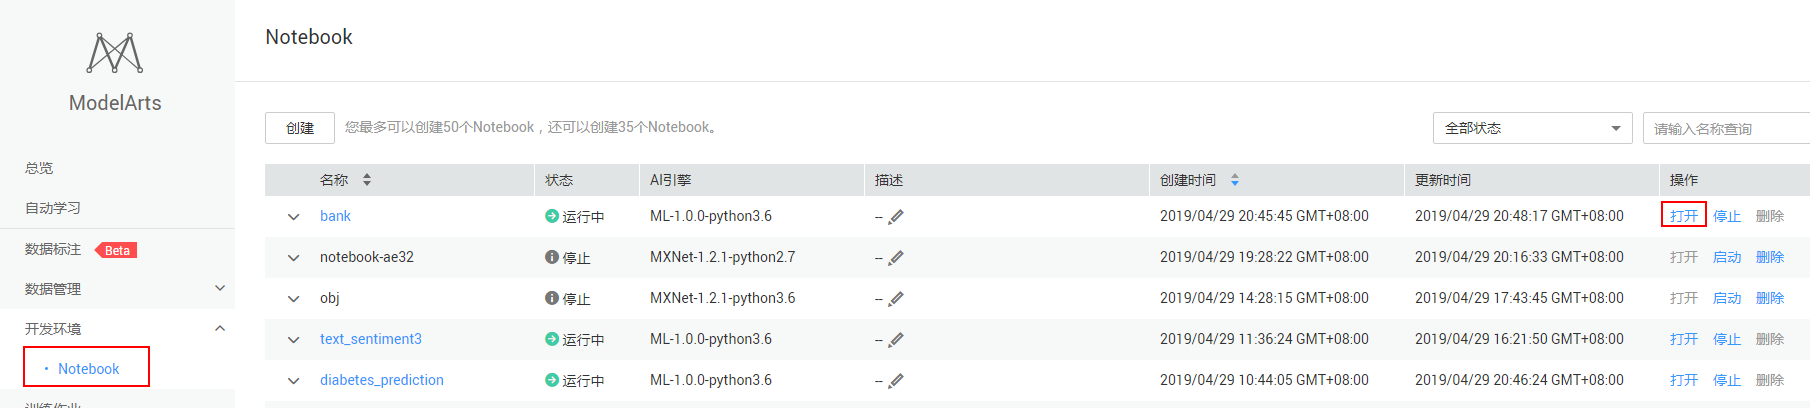 ModelArts
总览
自动学习
数据标注 Beta
数据管理
开发环境
Notebook
训练作业
Notebook
创建 您最多可以创建50个Notebook，还可以创建35个Notebook。 全部状态 请输入名称查询
名称 状态 AI引擎 描述 创建时间 更新时间 操作
bank 运行中 ML-1.0.0-python3.6 -- 2019/04/29 20:45:45 GMT+08:00 2019/04/29 20:48:17 GMT+08:00 打开 停止 删除
notebook-ae32 停止 MXNet-1.2.1-python2.7 -- 2019/04/29 19:28:22 GMT+08:00 2019/04/29 20:16:33 GMT+08:00 打开 启动 删除
obj 停止 MXNet-1.2.1-python3.6 -- 2019/04/29 14:28:15 GMT+08:00 2019/04/29 17:43:45 GMT+08:00 打开 启动 删除
text_sentiment3 运行中 ML-1.0.0-python3.6 -- 2019/04/29 11:36:24 GMT+08:00 2019/04/29 16:21:50 GMT+08:00 打开 停止 删除
diabetes_prediction 运行中 ML-1.0.0-python3.6 -- 2019/04/29 10:44:05 GMT+08:00 2019/04/29 20:46:24 GMT+08:00 打开 停止 删除